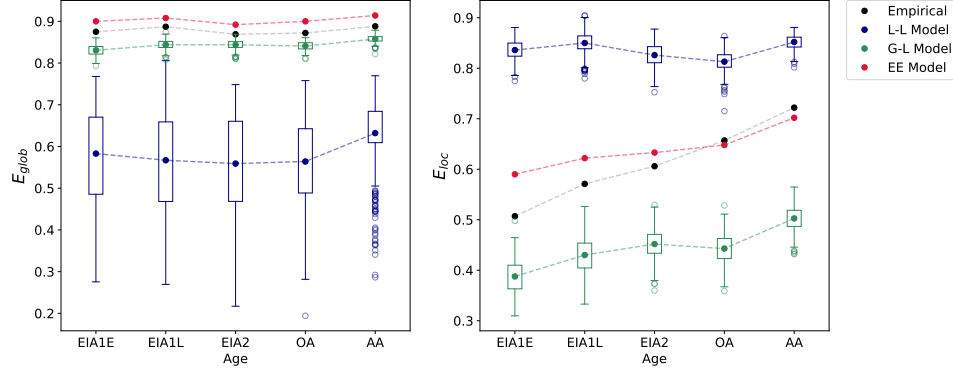 0.9
0.8
0.7
0.6
0.5
0.4
0.3
0.2
E_glob
EIA1E EIA1L EIA2 OA AA
Age
0.9
0.8
0.7
0.6
0.5
0.4
0.3
E_loc
EIA1E EIA1L EIA2 OA AA
Age
Empirical
L-L Model
G-L Model
EE Model